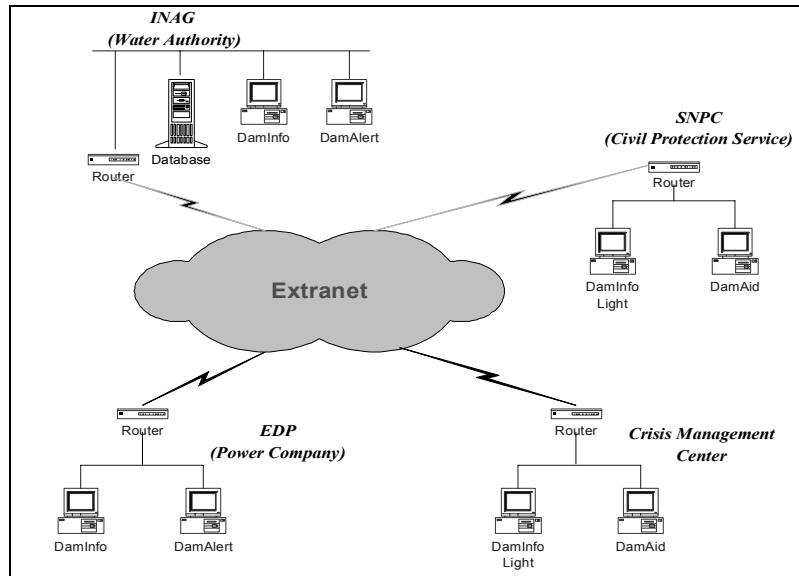 INAG
(Water Authority)
DamInfo
DamAlert
Database
Router
SNPC
(Civil Protection Service)
Router
DamInfo
Light
DamAid
Extranet
Router
EDP
(Power Company)
DamInfo
DamAlert
Router
Crisis Management
Center
DamInfo
Light
DamAid